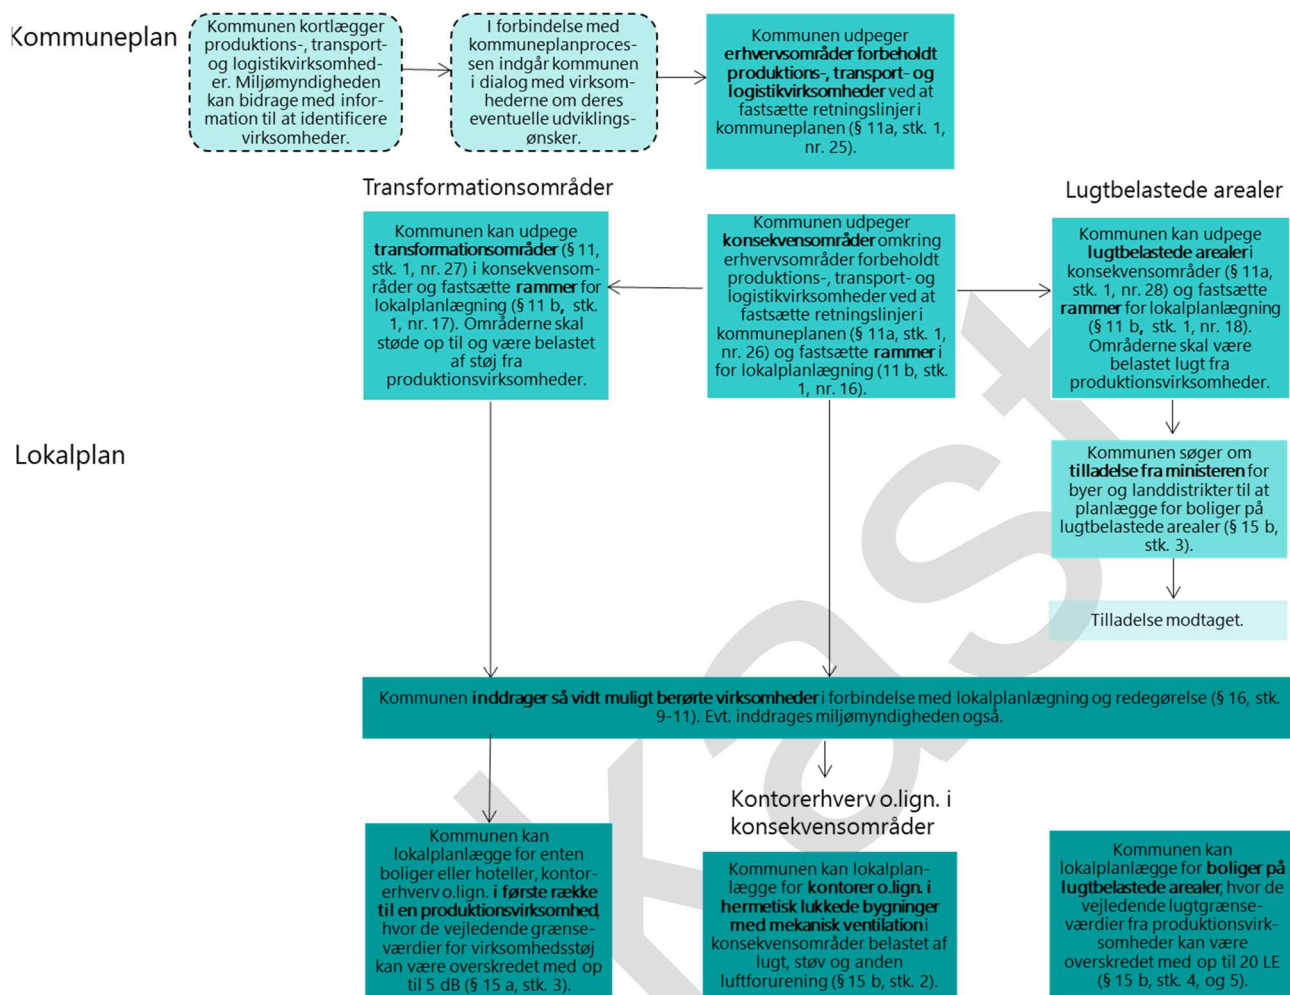 Kommuneplan
Kommunen kortlægger
produktions-, transport-
og logistikvirksomhed-
er. Miljømyndigheden
kan bidrage med infor-
mation til at identificere
virksomheder.
I forbindelse med
kommuneplanproces-
sen indgår kommunen
i dialog med virksom-
hederne om deres
eventuelle udviklings-
ønsker.
Kommunen udpeger
erhvervsområder forbeholdt
produktions-, transport- og
logistikvirksomheder ved at
fastsætte retningslinjer i
kommuneplanen (§ 11a, stk. 1,
nr. 25).
Transformationsområder
Lugtbelastede arealer
Kommunen kan udpege
transformationsområder (§ 11,
stk. 1, nr. 27) i konsekvensom-
råder og fastsætte rammer for
lokalplanlægning (§ 11 b, stk.
1, nr. 17). Områderne skal
støde op til og være belastet
af støj fra
produktionsvirksomheder.
Kommunen udpeger
konsekvensområder omkring
erhvervsområder forbeholdt
produktions-, transport- og
logistikvirksomheder ved at
fastsætte retningslinjer i
kommuneplanen (§ 11a, stk. 1,
nr. 26) og fastsætte rammer i
for lokalplanlægning (11 b, stk.
1, nr. 16).
Kommunen kan udpege
lugtbelastede arealer i
konsekvensområder (§ 11a,
stk. 1, nr. 28) og fastsætte
rammer for lokalplanlægning
(§ 11 b, stk. 1, nr. 18).
Områderne skal være
belastet lugt fra
produktionsvirksomheder.
Lokalplan
Kommunen søger om
tilladelse fra ministeren for
byer og landdistrikter til at
planlægge for boliger på
lugtbelastede arealer (§ 15 b,
stk. 3).
Tilladelse modtaget.
Kommunen inddrager så vidt muligt berørte virksomheder i forbindelse med lokalplanlægning og redegørelse (§ 16, stk.
9-11). Evt. inddrages miljømyndigheden også.
Kontorerhverv o.lign. i
konsekvensområder
Kommunen kan
lokalplanlægge for enten
boliger eller hoteller, kontor-
erhverv o.lign. i første række
til en produktionsvirksomhed,
hvor de vejledende grænse-
værdier for virksomhedsstøj
kan være overskredet med op
til 5 dB (§ 15 a, stk. 3).
Kommunen kan lokalplan-
lægge for kontorer o.lign. i
hermetisk lukkede bygninger
med mekanisk ventilation i
konsekvensområder belastet af
lugt, støv og anden
luftforurening (§ 15 b, stk. 2).
Kommunen kan
lokalplanlægge for boliger på
lugtbelastede arealer, hvor de
vejledende lugtgrænse-
værdier fra produktionsvirk-
somheder kan være
overskredet med op til 20 LE
(§ 15 b, stk. 4, og 5).
kast